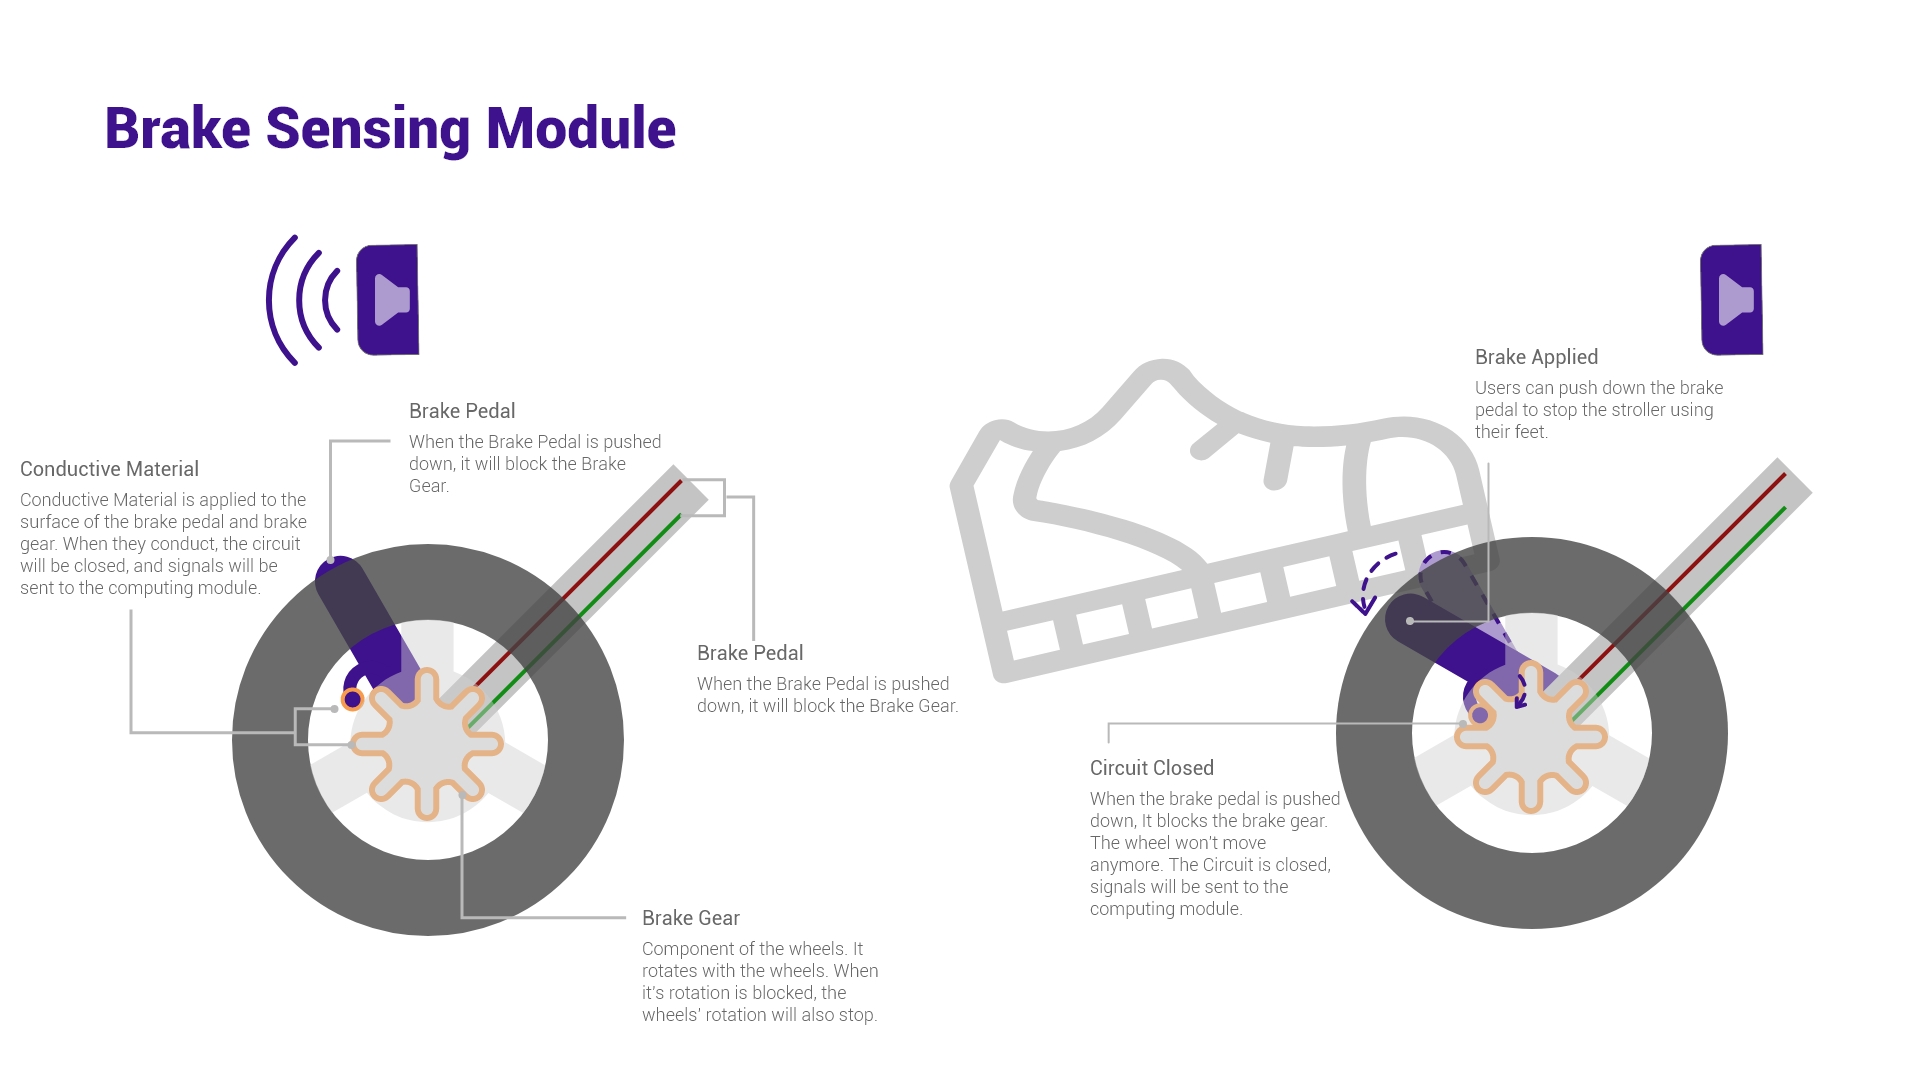 Brake Sensing Module
Brake Pedal
When the Brake Pedal is pushed
down, it will block the Brake
Gear.
Conductive Material
Conductive Material is applied to the
surface of the brake pedal and brake
gear. When they conduct, the circuit
will be closed, and signals will be
sent to the computing module.
Brake Pedal
When the Brake Pedal is pushed
down, it will block the Brake Gear.
Brake Gear
Component of the wheels. It
rotates with the wheels. When
it's rotation is blocked, the
wheels' rotation will also stop.
Brake Applied
Users can push down the brake
pedal to stop the stroller using
their feet.
Circuit Closed
When the brake pedal is pushed
down, It blocks the brake gear.
The wheel won't move
anymore. The Circuit is closed,
signals will be sent to the
computing module.